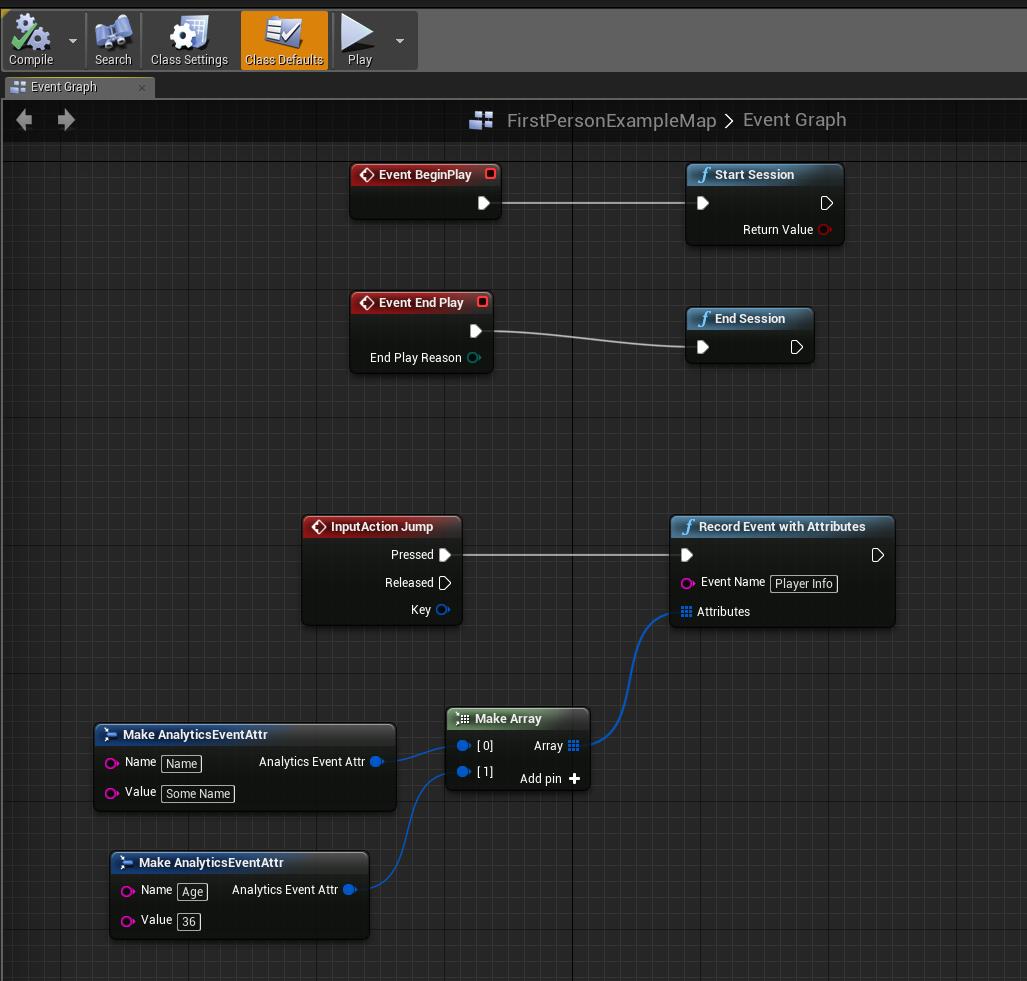 Compile
Search
Class Settings
Class Defaults
Play
Event Graph
FirstPersonExampleMap > Event Graph
Event BeginPlay
f Start Session
Return Value
Event End Play
End Play Reason
f End Session
InputAction Jump
Pressed
Released
Key
f Record Event with Attributes
Event Name Player Info
Attributes
Make Array
[0] Array
[1]
Add pin +
Make AnalyticsEventAttr
Name Name Analytics Event Attr
Value Some Name
Make AnalyticsEventAttr
Name Age Analytics Event Attr
Value 36